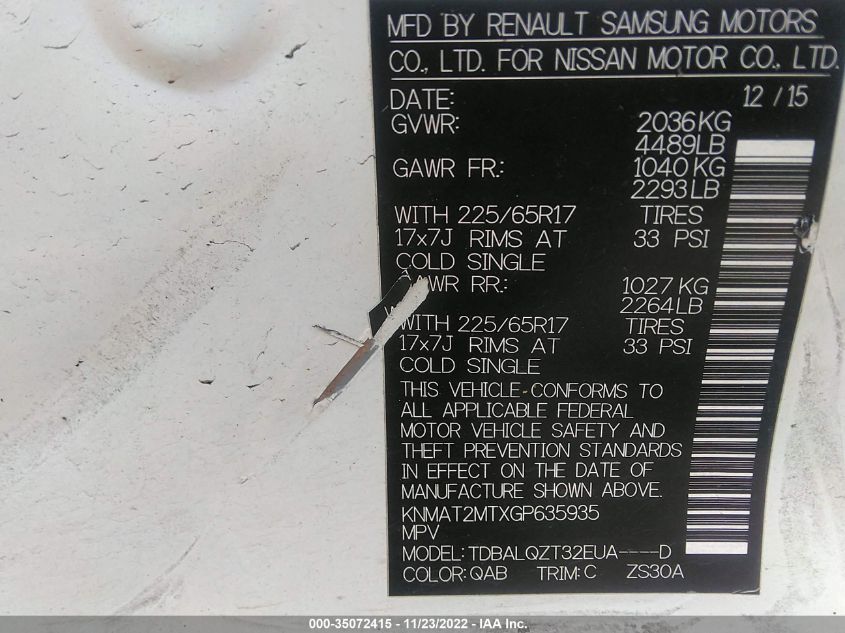 MFD BY RENAULT SAMSUNG MOTORS
CO., LTD. FOR NISSAN MOTOR CO., LTD.
DATE: 12 / 15
GVWR: 2036KG
4489LB
GAWR FR.: 1040KG
2293LB
WITH 225/65R17 TIRES
17x7J RIMS AT 33 PSI
COLD SINGLE
GAWR RR.: 1027KG
2264LB
WITH 225/65R17 TIRES
17x7J RIMS AT 33 PSI
COLD SINGLE
THIS VEHICLE CONFORMS TO
ALL APPLICABLE FEDERAL
MOTOR VEHICLE SAFETY AND
THEFT PREVENTION STANDARDS
IN EFFECT ON THE DATE OF
MANUFACTURE SHOWN ABOVE.
KNMAT2MTXGP635935
MPV
MODEL: TDBALQZT32EUA----D
COLOR: QAB TRIM: C ZS30A
000-35072415 - 11/23/2022 - IAA Inc.